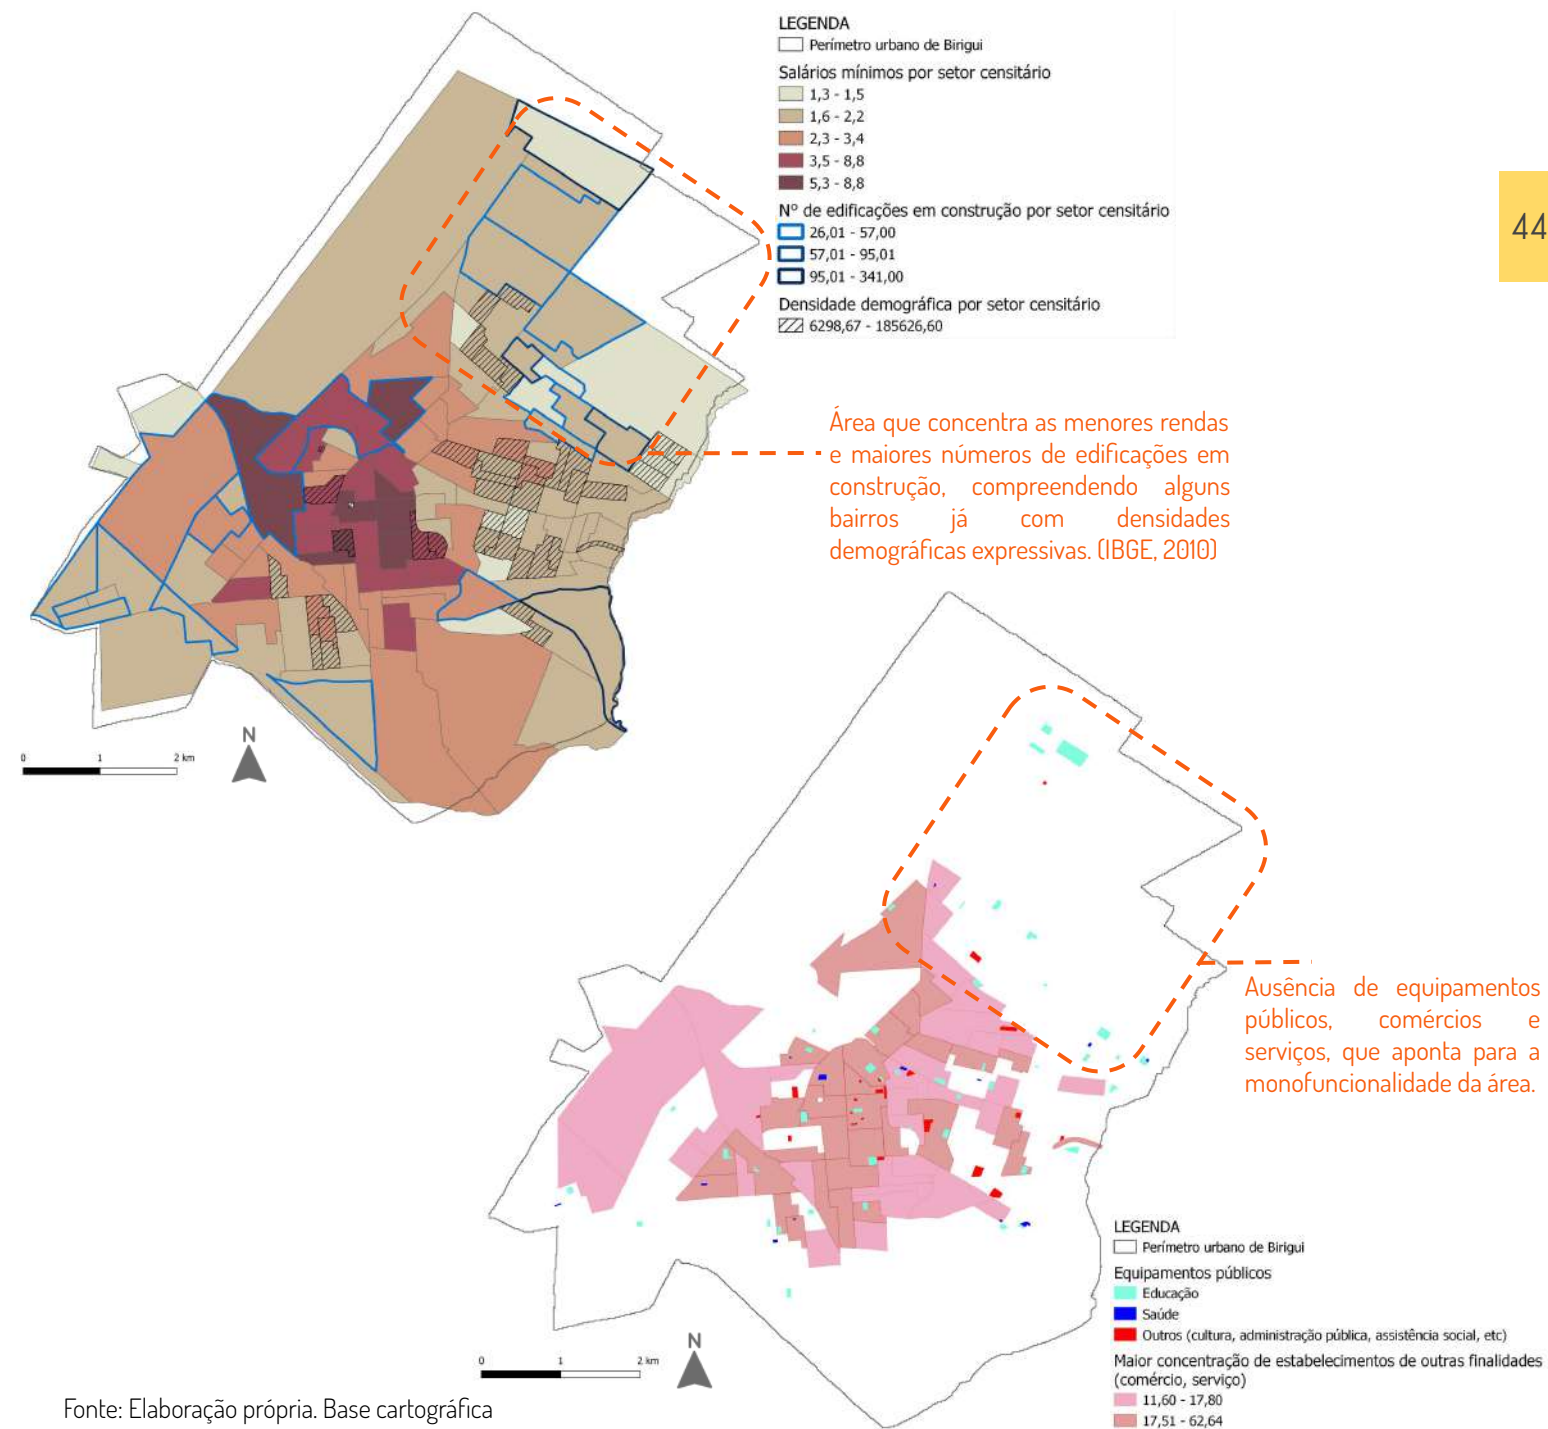 LEGENDA
Perímetro urbano de Birigui
Salários mínimos por setor censitário
1,3 - 1,5
1,6 - 2,2
2,3 - 3,4
3,5 - 8,8
5,3 - 8,8
Nº de edificações em construção por setor censitário
26,01 - 57,00
57,01 - 95,01
95,01 - 341,00
Densidade demográfica por setor censitário
6298,67 - 185626,60
44
Área que concentra as menores rendas
e maiores números de edificações em
construção, compreendendo alguns
bairros já com densidades
demográficas expressivas. (IBGE, 2010)
N
0 1 2 km
Ausência de equipamentos
públicos, comércios e
serviços, que aponta para a
monofuncionalidade da área.
LEGENDA
Perímetro urbano de Birigui
Equipamentos públicos
Educação
Saúde
Outros (cultura, administração pública, assistência social, etc)
Maior concentração de estabelecimentos de outras finalidades
(comércio, serviço)
11,60 - 17,80
17,51 - 62,64
N
0 1 2 km
Fonte: Elaboração própria. Base cartográfica